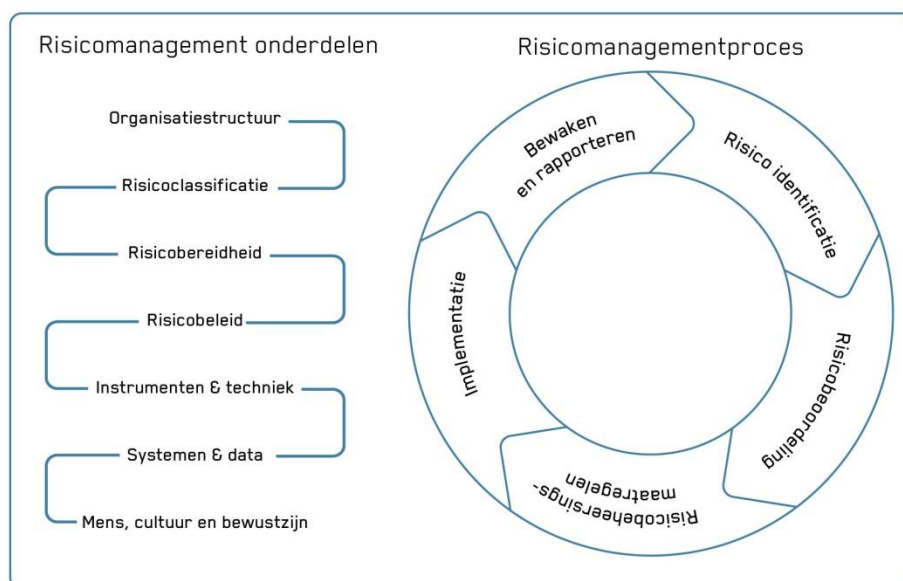 Risicomanagement onderdelen
Organisatiestructuur
Risicoclassificatie
Risicobereidheid
Risicobeleid
Instrumenten & techniek
Systemen & data
Mens, cultuur en bewustzijn
Risicomanagementproces
Risico identificatie
Risicobeoordeling
Risicobeheersings-
maatregelen
Implementatie
Bewaken
en rapporteren